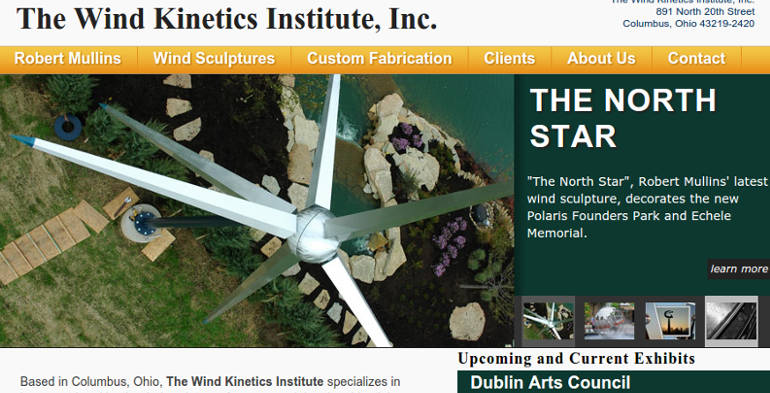 The Wind Kinetics Institute, Inc.
The Wind Kinetics Institute, Inc.
891 North 20th Street
Columbus, Ohio 43219-2420
Robert Mullins
Wind Sculptures
Custom Fabrication
Clients
About Us
Contact
THE NORTH
STAR
"The North Star", Robert Mullins' latest
wind sculpture, decorates the new
Polaris Founders Park and Echele
Memorial.
learn more
Upcoming and Current Exhibits
Based in Columbus, Ohio, The Wind Kinetics Institute specializes in
Dublin Arts Council